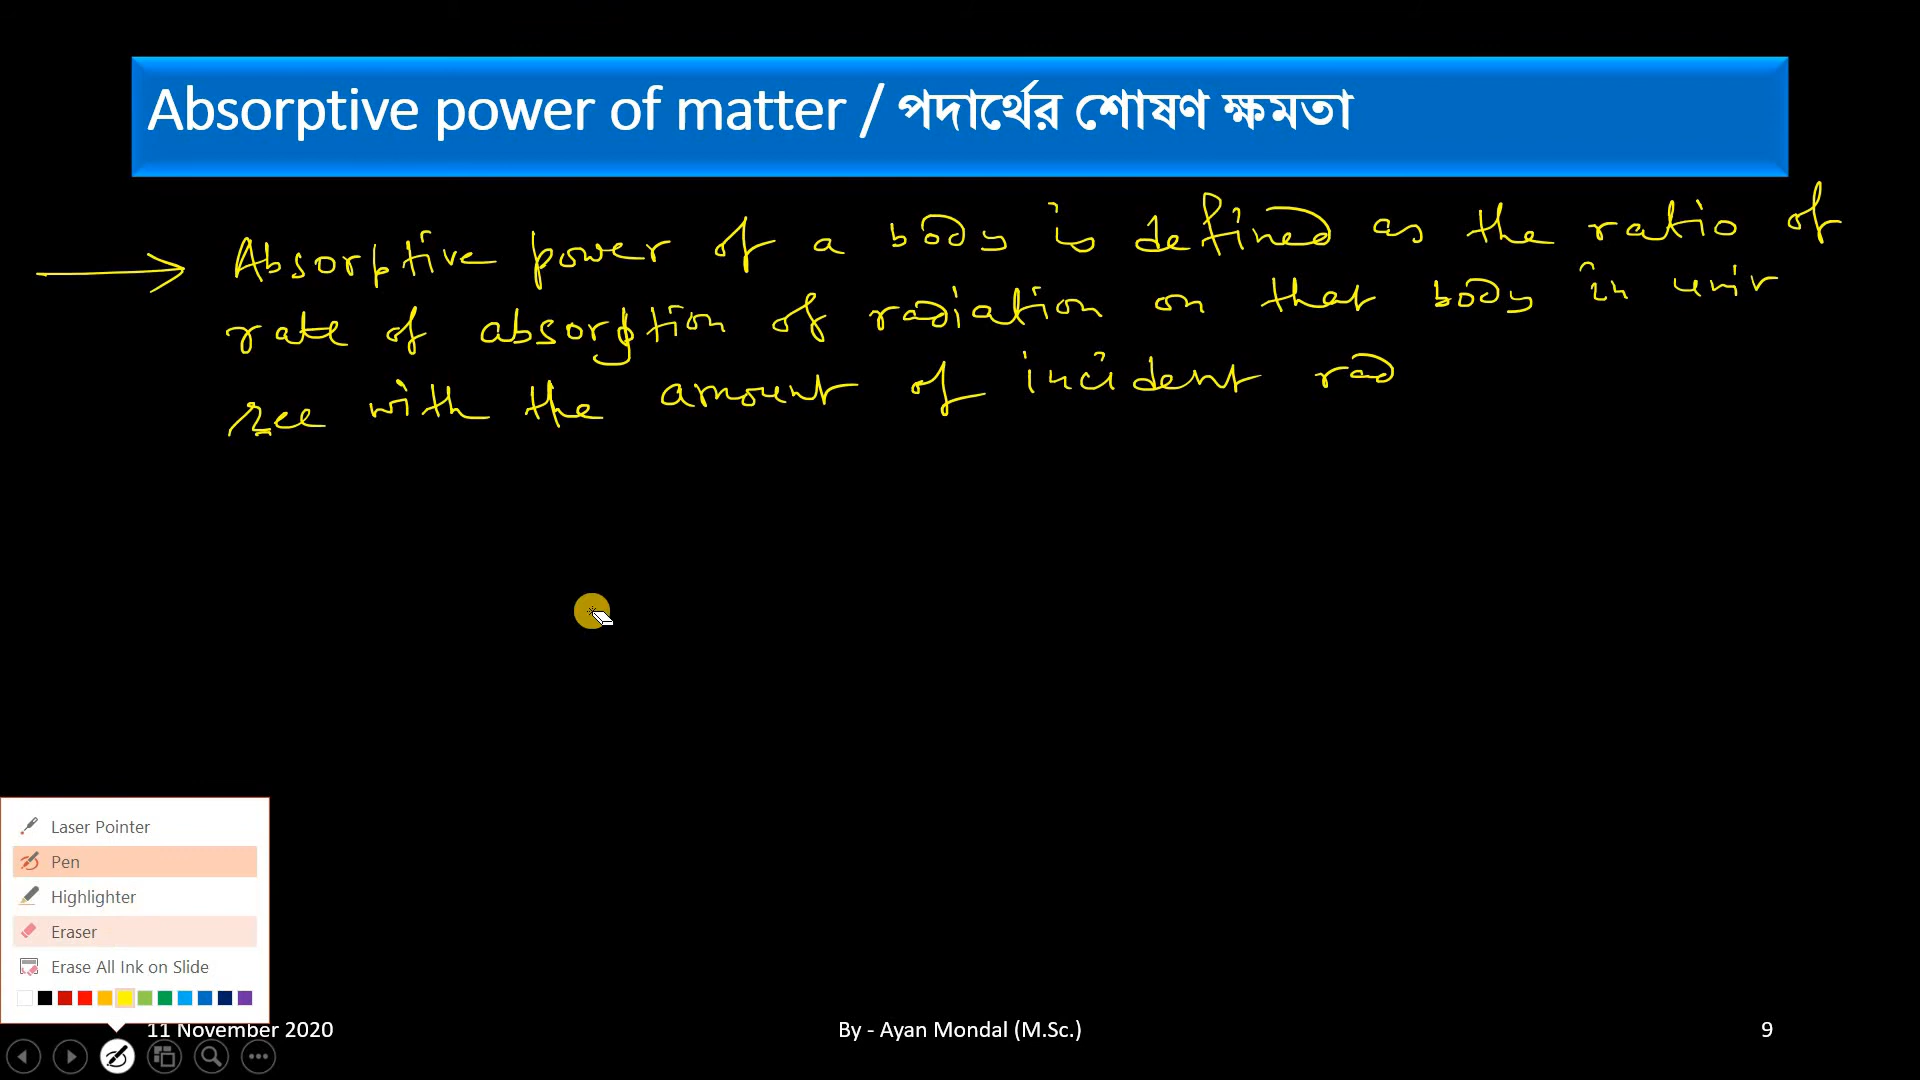 Absorptive power of matter / পদার্থের শোষণ ক্ষমতা
Absorptive power of a body is defined as the ratio of
rate of absorption of radiation on that body in unit
sec with the amount of incident rad
Laser Pointer
Pen
Highlighter
Eraser
Erase All Ink on Slide
11 November 2020
By - Ayan Mondal (M.Sc.)
9